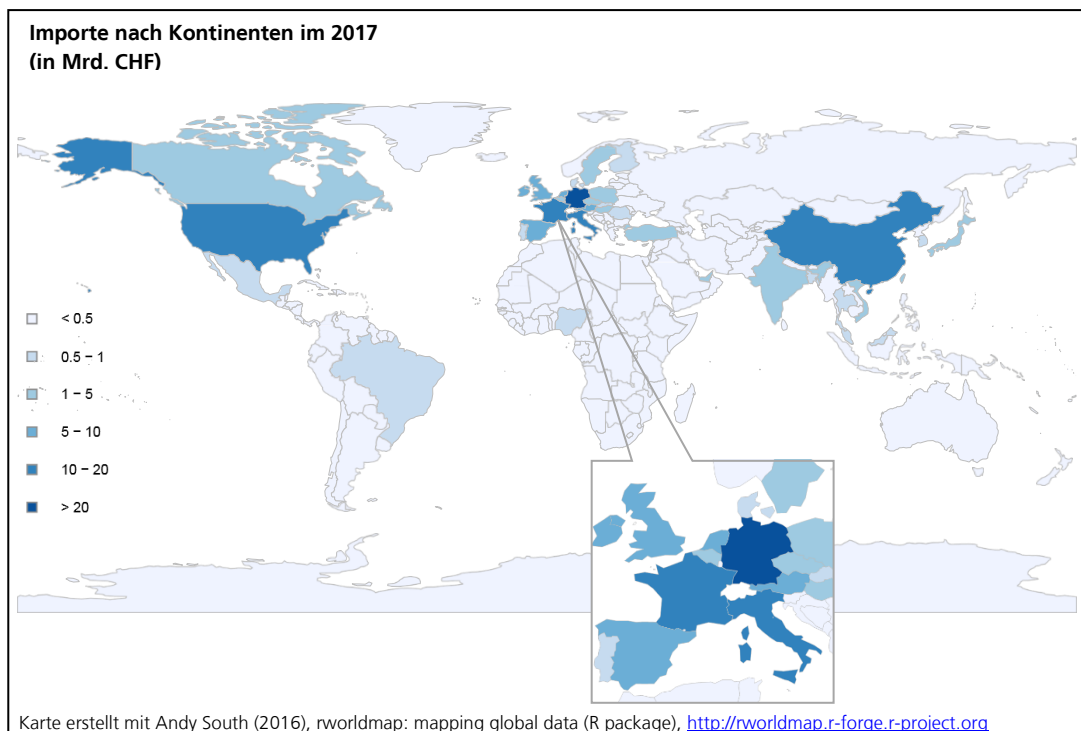 Importe nach Kontinenten im 2017
(in Mrd. CHF)
< 0.5
0.5 – 1
1 – 5
5 – 10
10 – 20
> 20
Karte erstellt mit Andy South (2016), rworldmap: mapping global data (R package), http://rworldmap.r-forge.r-project.org